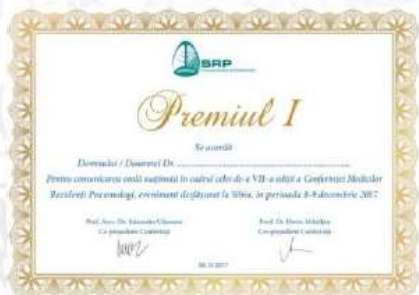 SRP
Premiul I
Se acordă
Domnului / Doamnei Dr.
Pentru comunicarea orală susținută în cadrul celei de-a VII-a ediții a Conferinței Medicilor
Rezidenți Pneumologi, eveniment desfășurat la Sibiu, în perioada 8-9 decembrie 2017
Co-președinte Conferință
Co-președinte Conferință